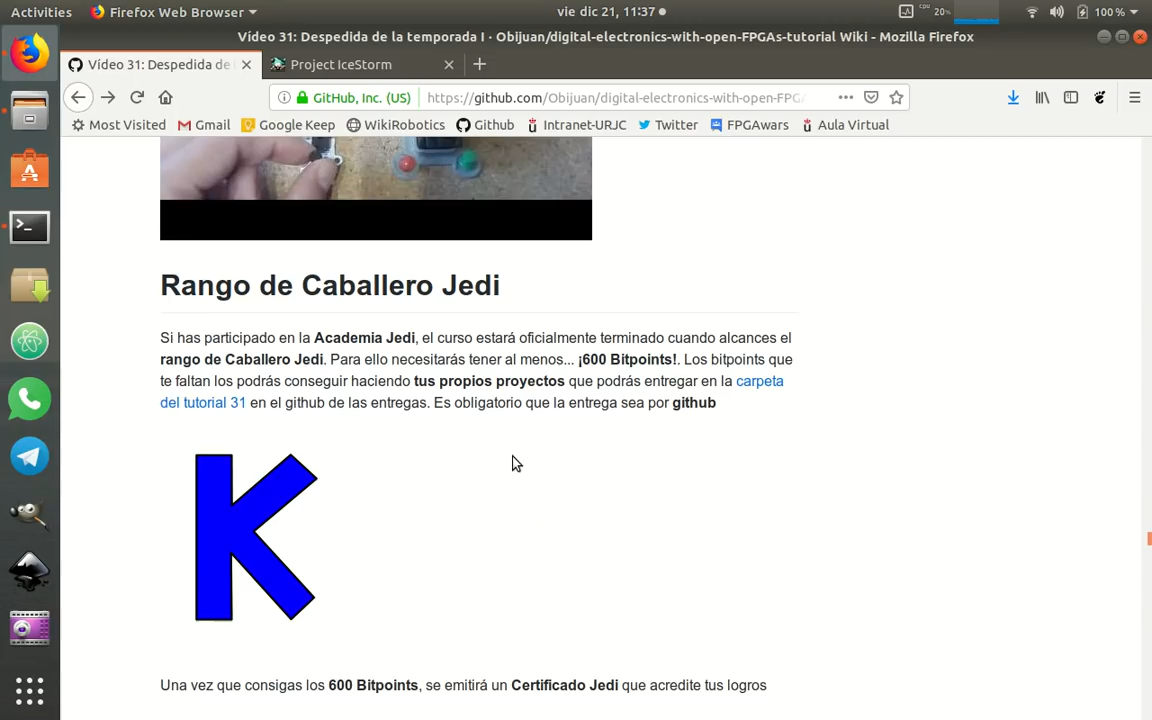 Activities
Firefox Web Browser
vie dic 21, 11:37
cpu 20%
100 %
Vídeo 31: Despedida de la temporada I · Obijuan/digital-electronics-with-open-FPGAs-tutorial Wiki - Mozilla Firefox
Vídeo 31: Despedida de
Project IceStorm
GitHub, Inc. (US)
https://github.com/Obijuan/digital-electronics-with-open-FPGA
Most Visited
Gmail
Google Keep
WikiRobotics
Github
Intranet-URJC
Twitter
FPGAwars
Aula Virtual
Rango de Caballero Jedi
Si has participado en la Academia Jedi, el curso estará oficialmente terminado cuando alcances el
rango de Caballero Jedi. Para ello necesitarás tener al menos... ¡600 Bitpoints!. Los bitpoints que
te faltan los podrás conseguir haciendo tus propios proyectos que podrás entregar en la carpeta
del tutorial 31 en el github de las entregas. Es obligatorio que la entrega sea por github
K
Una vez que consigas los 600 Bitpoints, se emitirá un Certificado Jedi que acredite tus logros